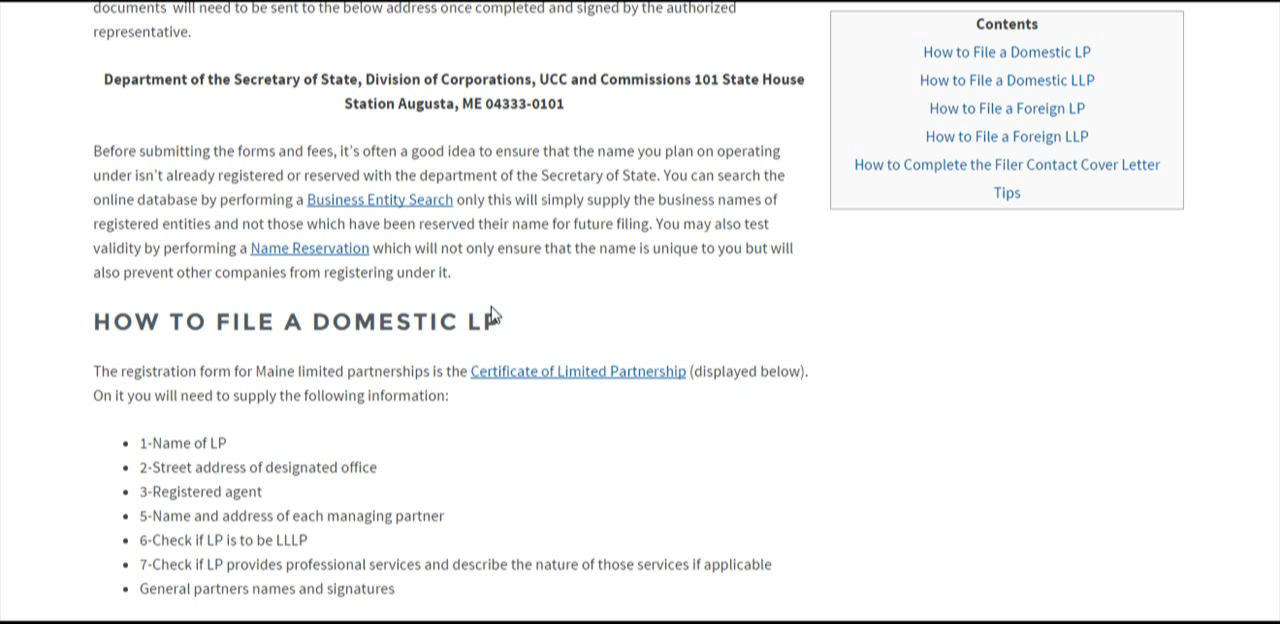 documents will need to be sent to the below address once completed and signed by the authorized
representative.
Department of the Secretary of State, Division of Corporations, UCC and Commissions 101 State House
Station Augusta, ME 04333-0101
Before submitting the forms and fees, it's often a good idea to ensure that the name you plan on operating
under isn't already registered or reserved with the department of the Secretary of State. You can search the
online database by performing a Business Entity Search only this will simply supply the business names of
registered entities and not those which have been reserved their name for future filing. You may also test
validity by performing a Name Reservation which will not only ensure that the name is unique to you but will
also prevent other companies from registering under it.
HOW TO FILE A DOMESTIC LP
The registration form for Maine limited partnerships is the Certificate of Limited Partnership (displayed below).
On it you will need to supply the following information:
1-Name of LP
2-Street address of designated office
3-Registered agent
5-Name and address of each managing partner
6-Check if LP is to be LLLP
7-Check if LP provides professional services and describe the nature of those services if applicable
General partners names and signatures
Contents
How to File a Domestic LP
How to File a Domestic LLP
How to File a Foreign LP
How to File a Foreign LLP
How to Complete the Filer Contact Cover Letter
Tips